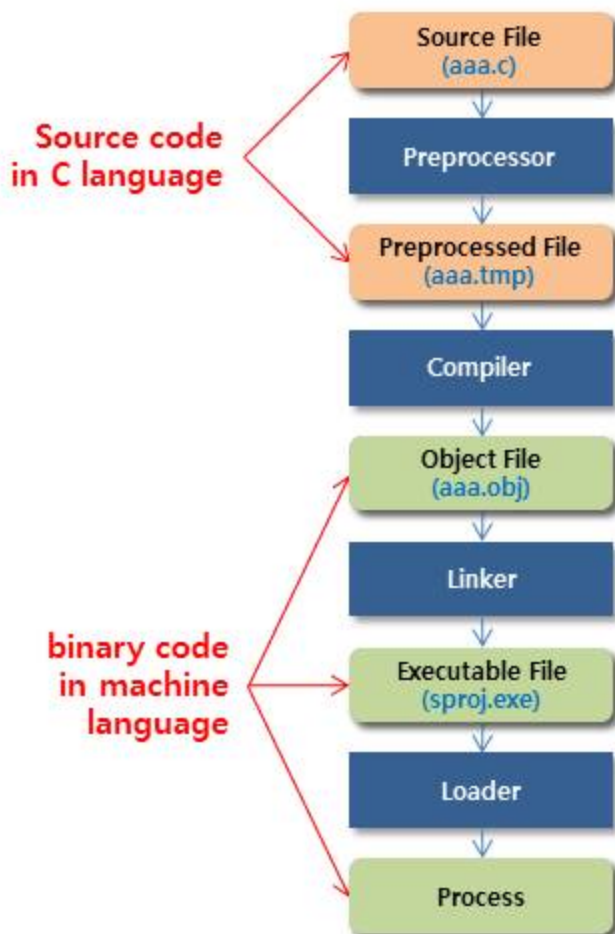 Source File
(aaa.c)
Source code
in C language
Preprocessor
Preprocessed File
(aaa.tmp)
Compiler
Object File
(aaa.obj)
Linker
binary code
in machine
language
Executable File
(sproj.exe)
Loader
Process